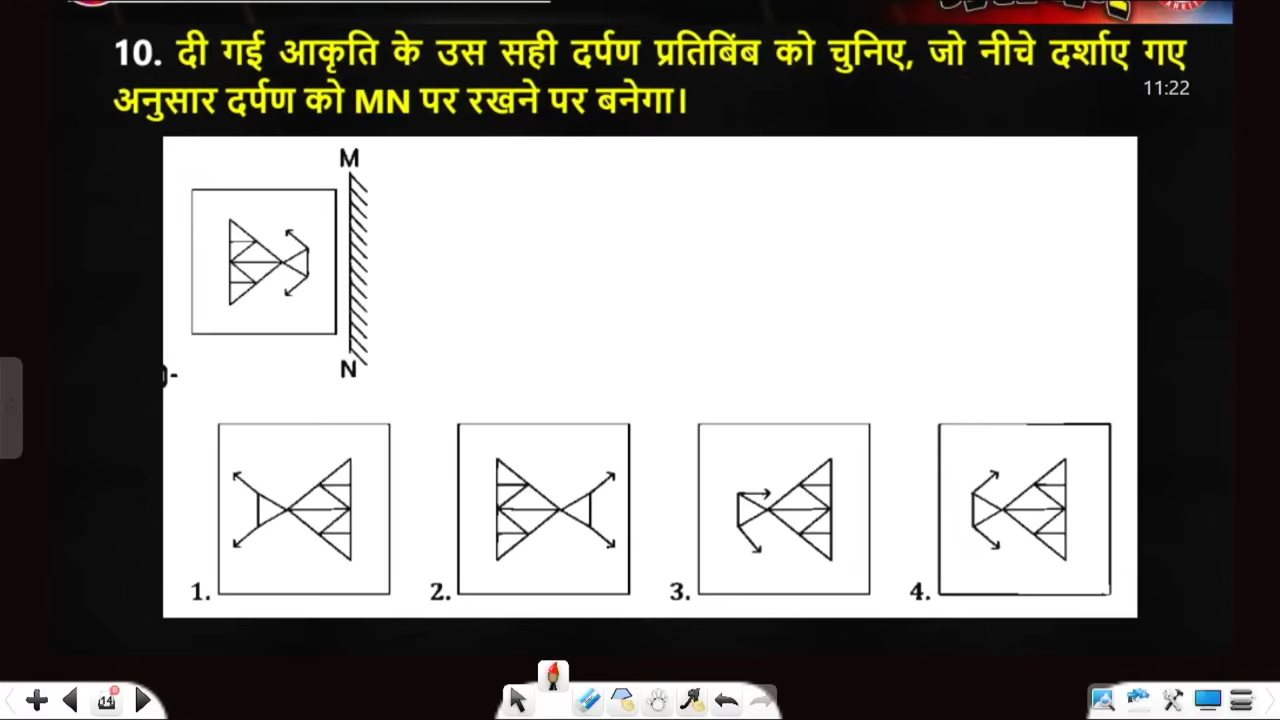 10. दी गई आकृति के उस सही दर्पण प्रतिबिंब को चुनिए, जो नीचे दर्शाए गए
अनुसार दर्पण को MN पर रखने पर बनेगा।
11:22
M
N
1.
2.
3.
4.
14